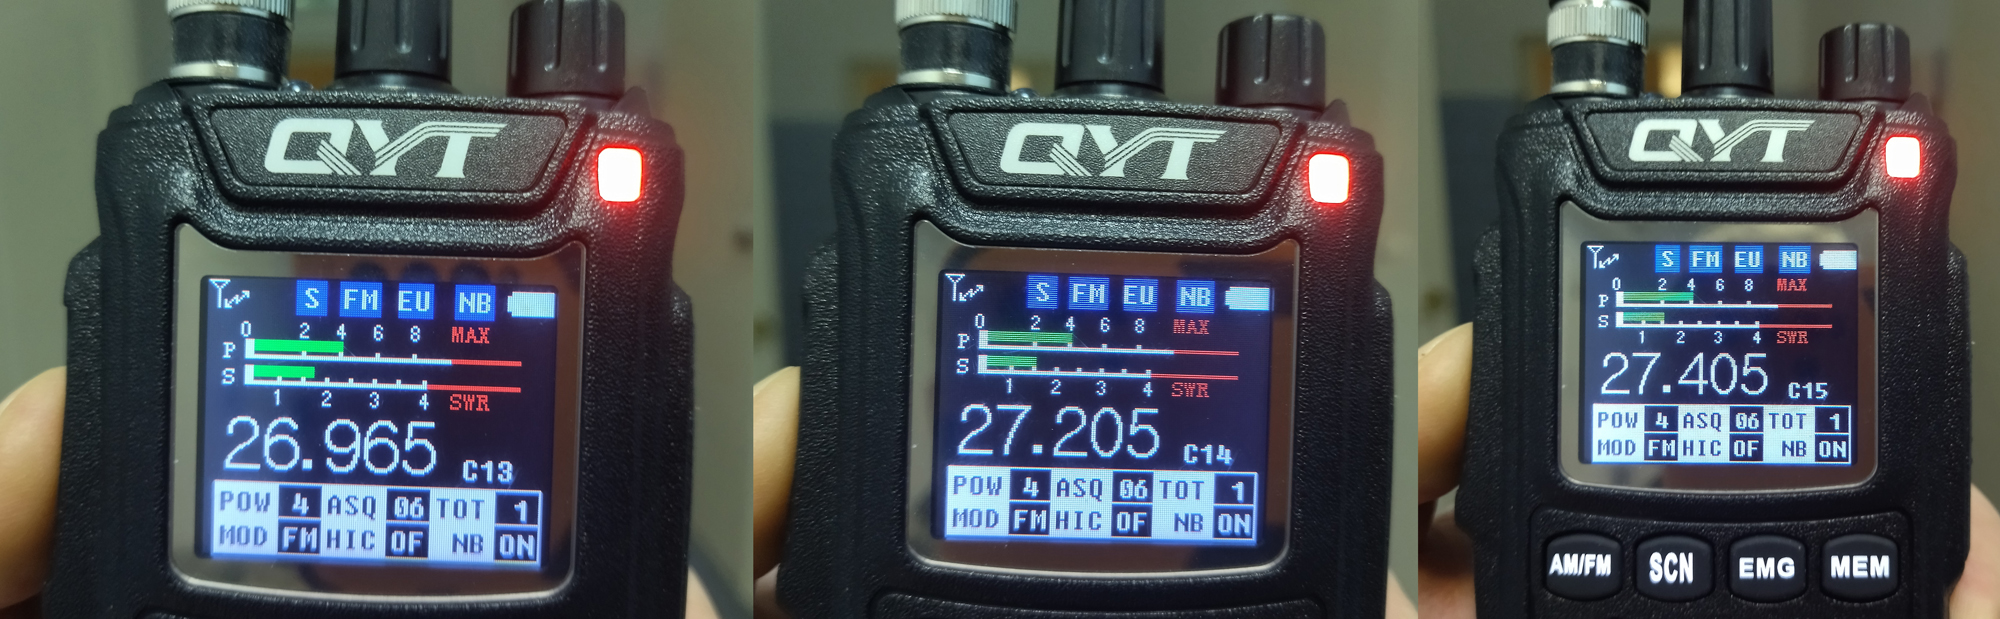 QYT
S FM EU NB
0 2 4 6 8 MAX
P
S
1 2 3 4 SWR
26.965 C13
POW 4 ASQ 06 TOT 1
MOD FM HIC OF NB ON
QYT
S FM EU NB
0 2 4 6 8 MAX
P
S
1 2 3 4 SWR
27.205 C14
POW 4 ASQ 06 TOT 1
MOD FM HIC OF NB ON
QYT
S FM EU NB
0 2 4 6 8 MAX
P
S
1 2 3 4 SWR
27.405 C15
POW 4 ASQ 06 TOT 1
MOD FM HIC OF NB ON
AM/FM SCN EMG MEM